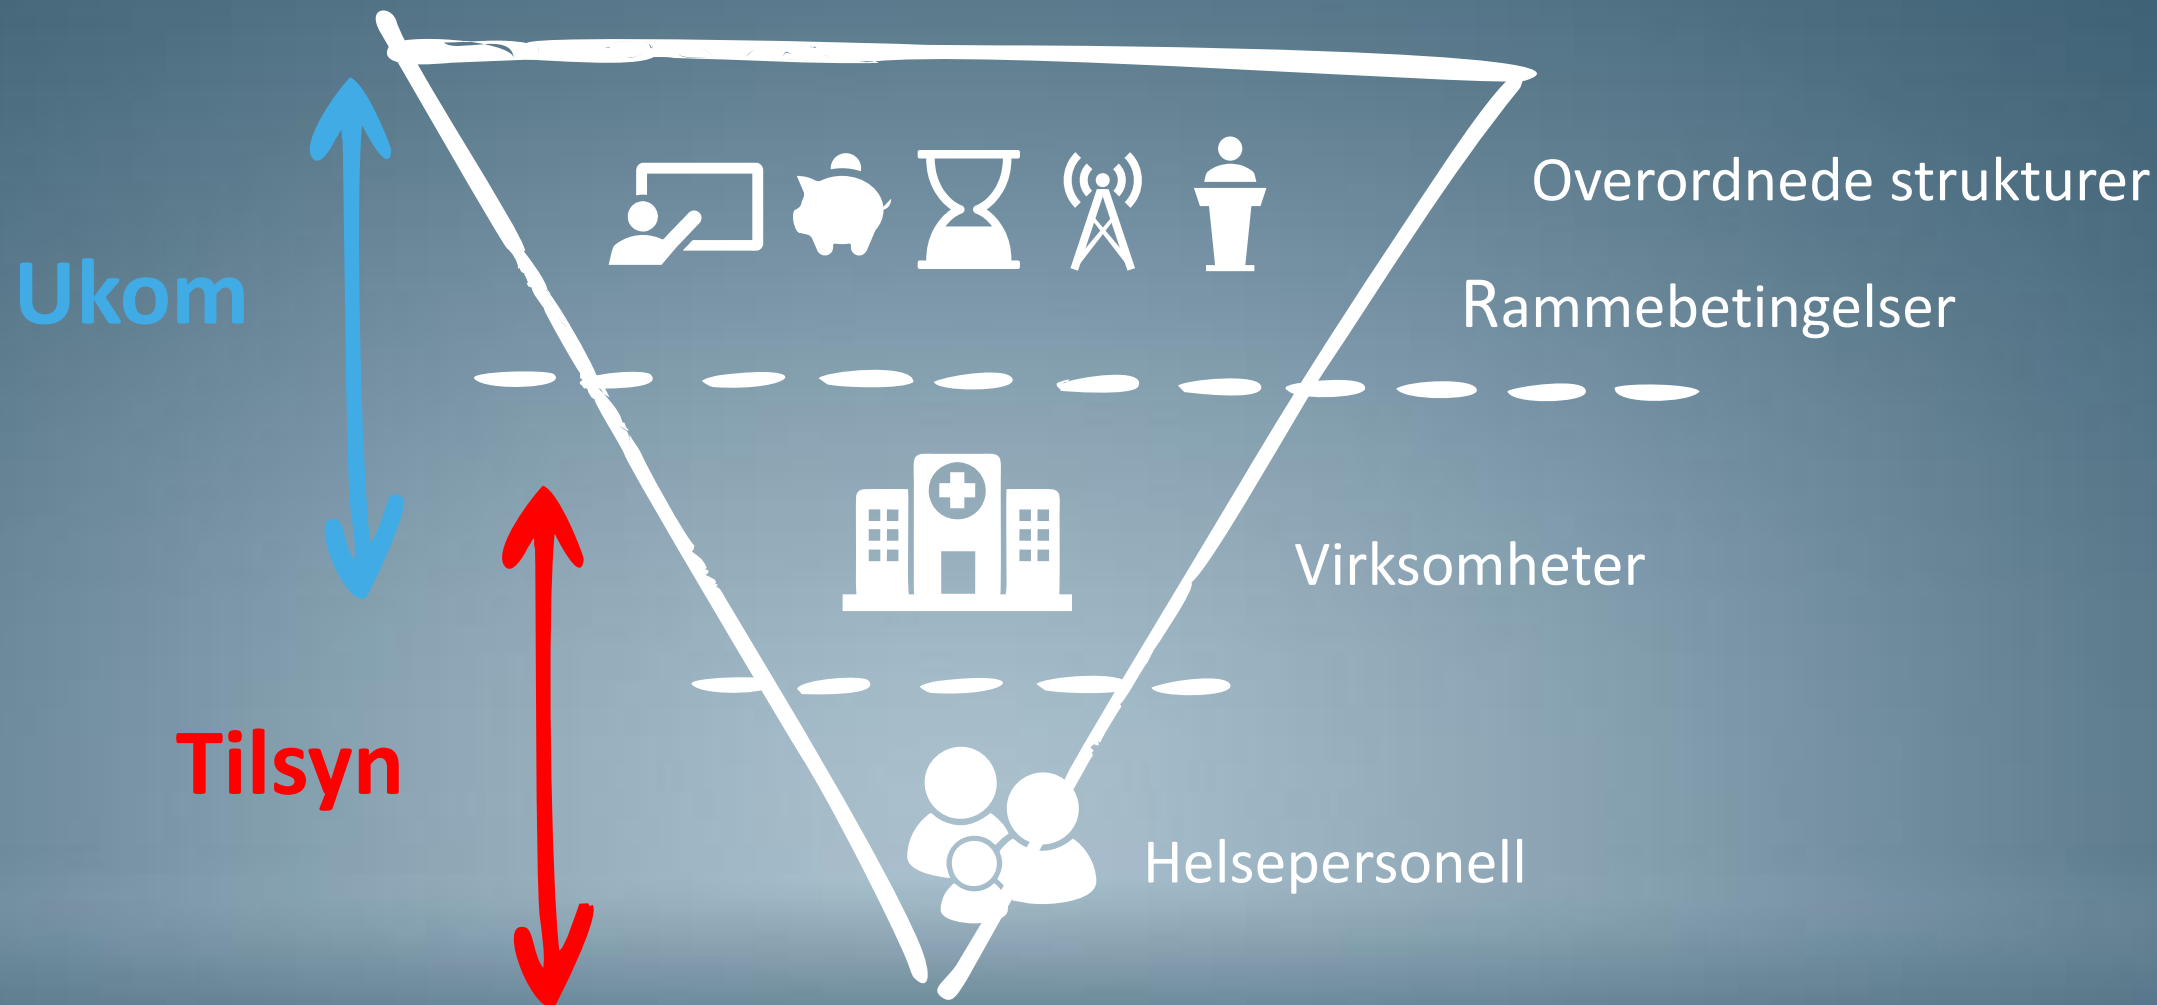 Overordnede strukturer
Ukom
Rammebetingelser
Virksomheter
Tilsyn
Helsepersonell